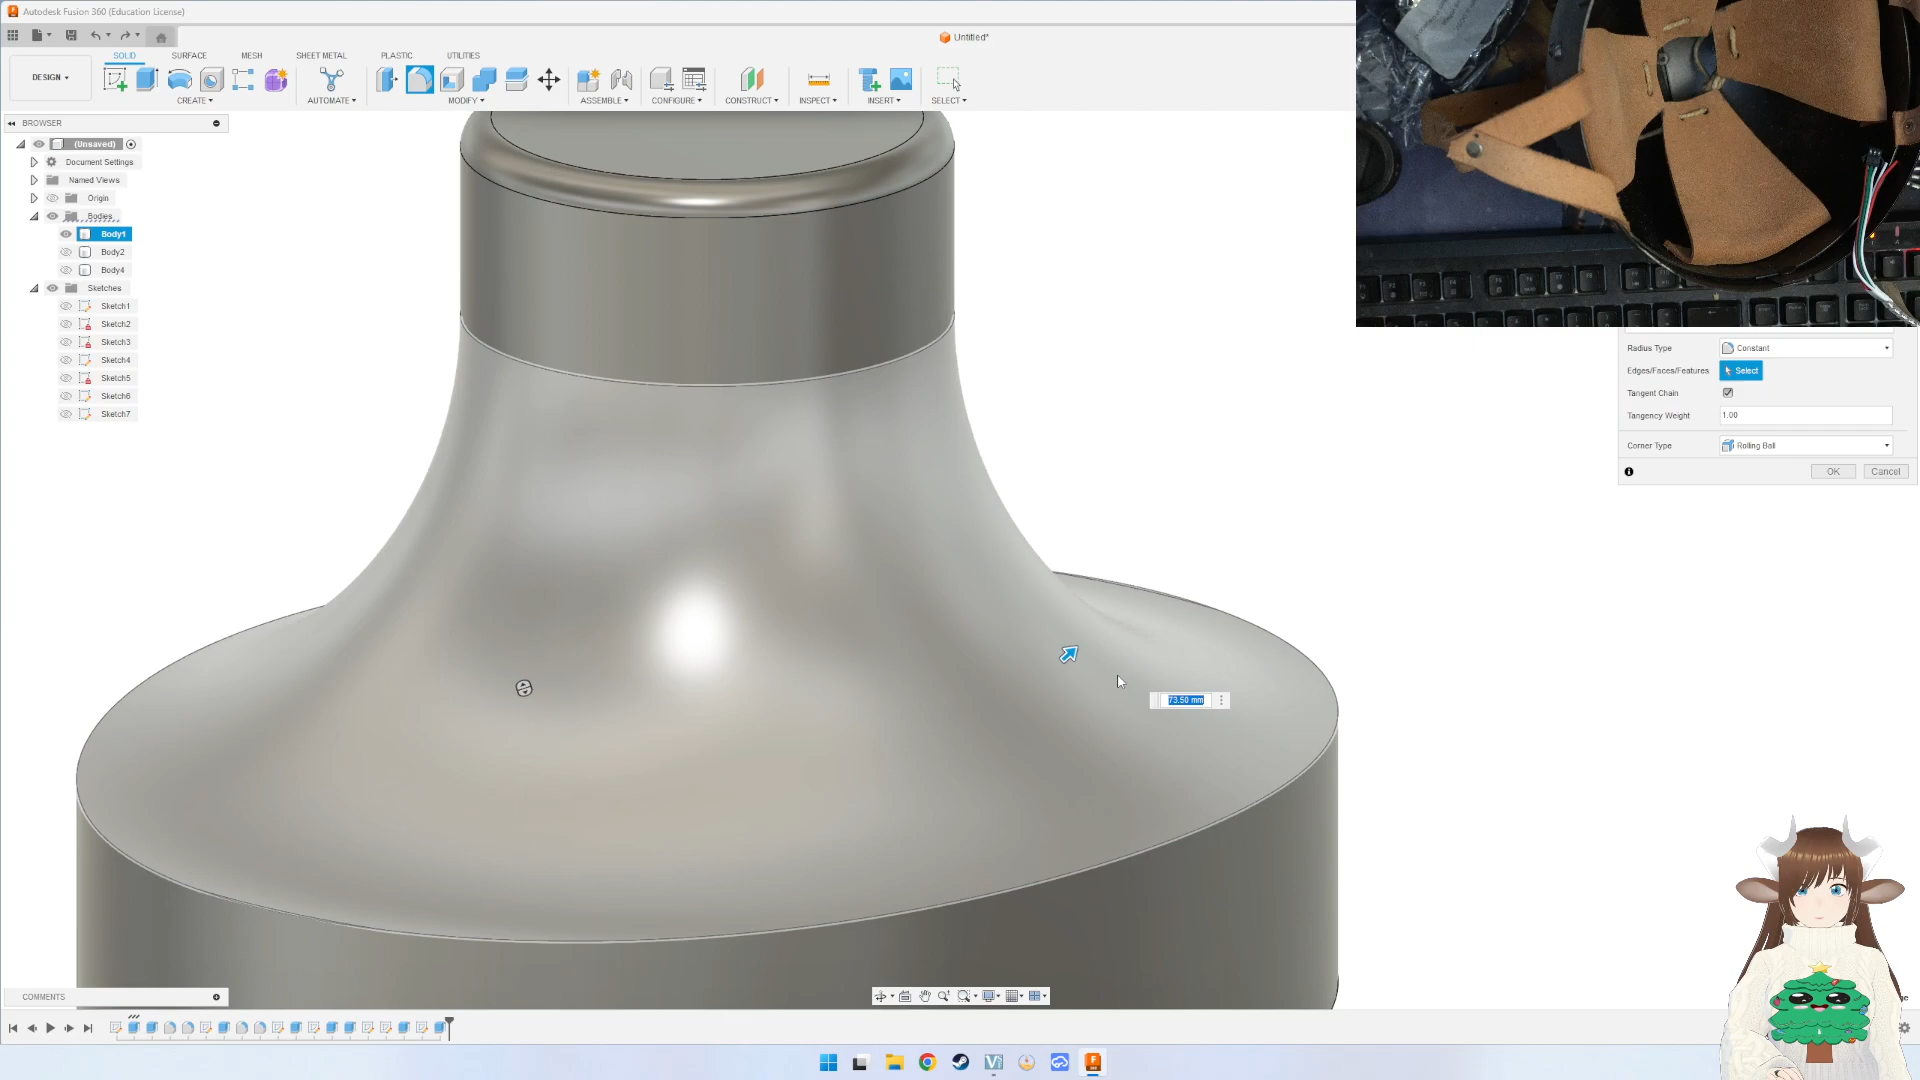 Autodesk Fusion 360 (Education License)
Untitled*
SOLID
SURFACE
MESH
SHEET METAL
PLASTIC
UTILITIES
DESIGN
CREATE
AUTOMATE
MODIFY
ASSEMBLE
CONFIGURE
CONSTRUCT
INSPECT
INSERT
SELECT
BROWSER
(Unsaved)
Document Settings
Named Views
Origin
Bodies
Body1
Body2
Body4
Sketches
Sketch1
Sketch2
Sketch3
Sketch4
Sketch5
Sketch6
Sketch7
Radius Type Constant
Edges/Faces/Features Select
Tangent Chain
Tangency Weight 1.00
Corner Type Rolling Ball
OK Cancel
73.50 mm
COMMENTS